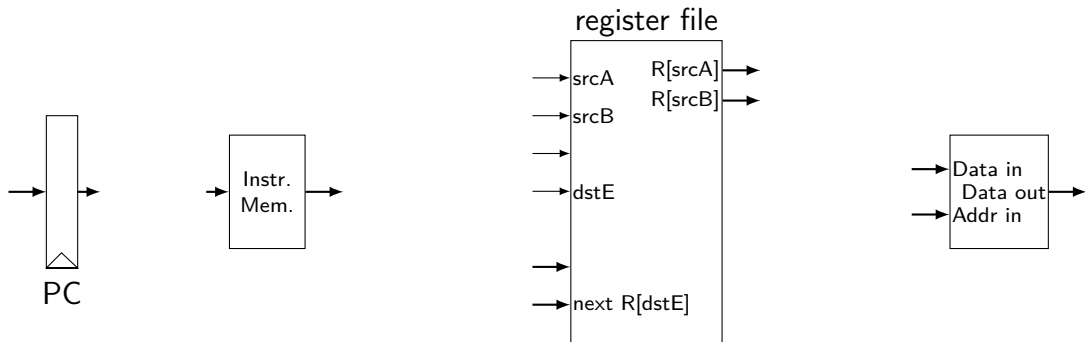 register file
srcA
R[srcA]
R[srcB]
srcB
dstE
next R[dstE]
PC
Instr.
Mem.
Data in
Data out
Addr in